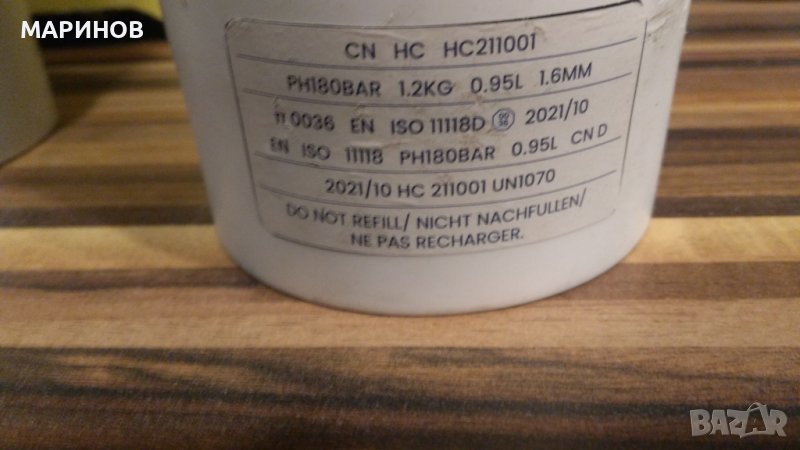 МАРИНОВ
CN HC HC211001
PH180BAR 1.2KG 0.95L 1.6MM
π 0036 EN ISO 11118D 2021/10
EN ISO 11118 PH180BAR 0.95L CN D
2021/10 HC 211001 UN1070
DO NOT REFILL/ NICHT NACHFULLEN/
NE PAS RECHARGER.
BAZAR